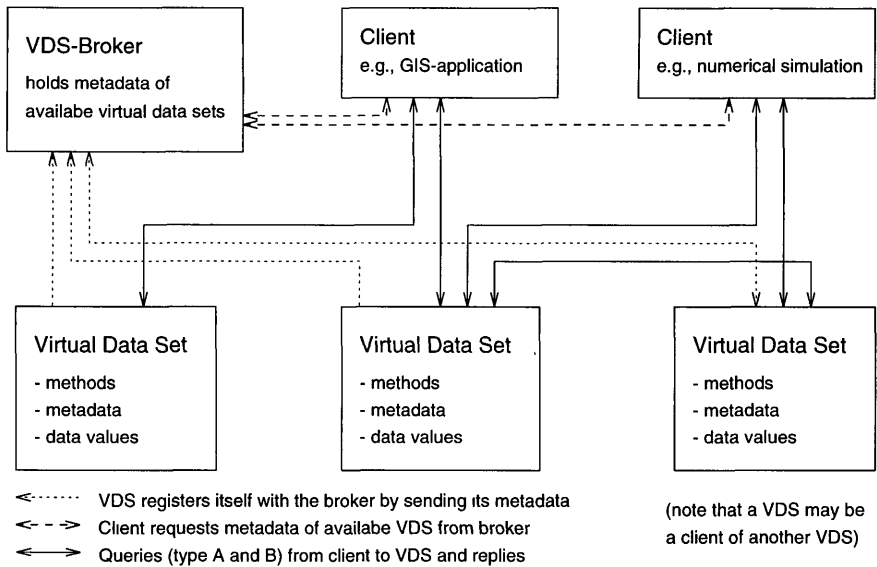 VDS-Broker
holds metadata of
availabe virtual data sets
Client
e.g., GIS-application
Client
e.g., numerical simulation
Virtual Data Set
- methods
- metadata
- data values
Virtual Data Set
- methods
- metadata
- data values
Virtual Data Set
- methods
- metadata
- data values
VDS registers itself with the broker by sending its metadata
Client requests metadata of availabe VDS from broker
Queries (type A and B) from client to VDS and replies
(note that a VDS may be
a client of another VDS)